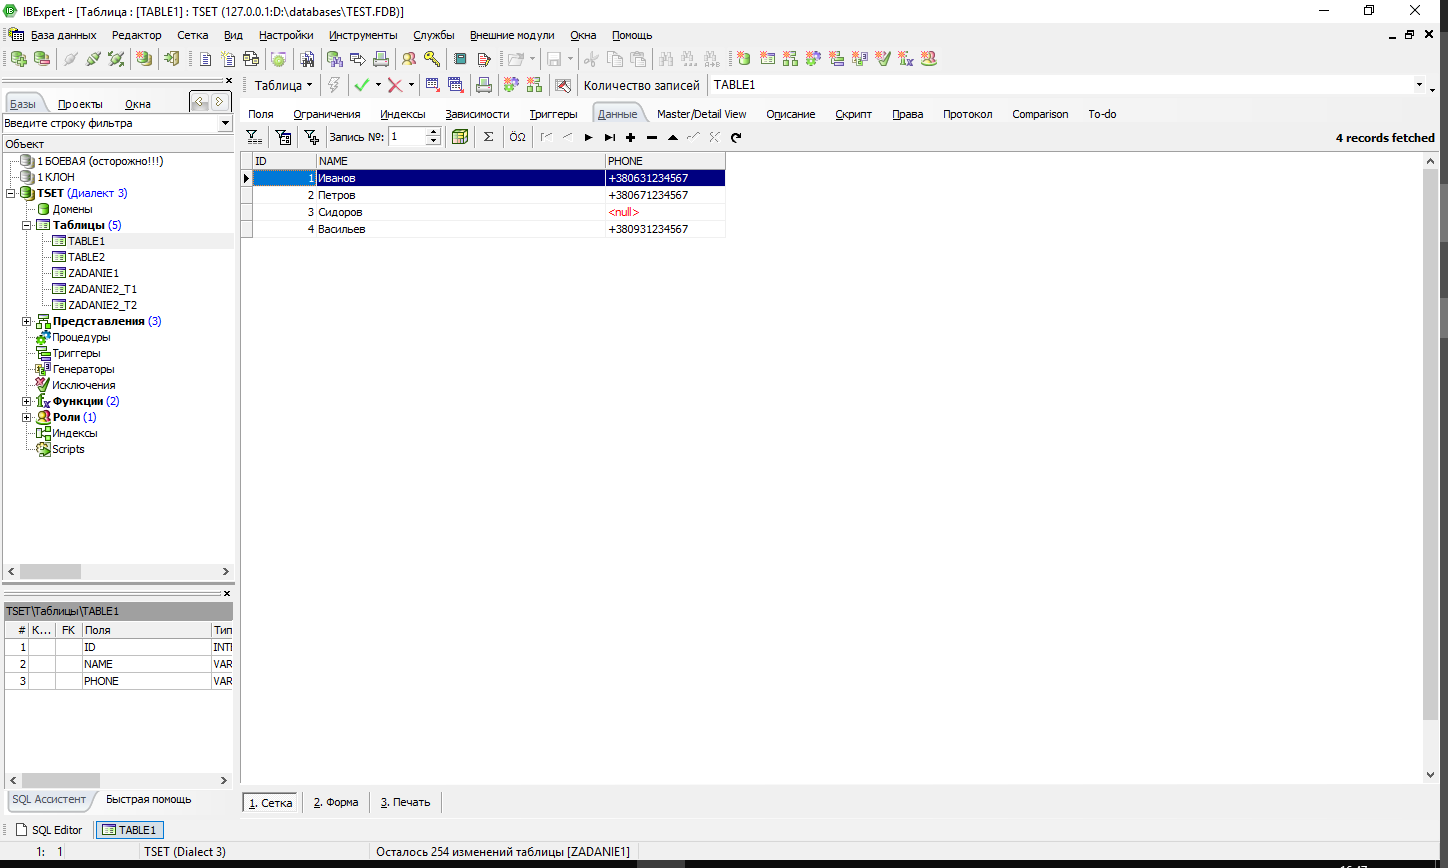 IBExpert - [Таблица : [TABLE1] : TSET (127.0.0.1:D:\databases\TEST.FDB)]
База данных Редактор Сетка Вид Настройки Инструменты Службы Внешние модули Окна Помощь
Таблица Количество записей TABLE1
Базы Проекты Окна
Введите строку фильтра
Объект
1 БОЕВАЯ (осторожно!!!)
1 КЛОН
TSET (Диалект 3)
Домены
Таблицы (5)
TABLE1
TABLE2
ZADANIE1
ZADANIE2_T1
ZADANIE2_T2
Представления (3)
Процедуры
Триггеры
Генераторы
Исключения
Функции (2)
Роли (1)
Индексы
Scripts
Поля Ограничения Индексы Зависимости Триггеры Данные Master/Detail View Описание Скрипт Права Протокол Comparison To-do
Запись №: 1 Σ ÖΩ 4 records fetched
ID NAME PHONE
1 Иванов +380631234567
2 Петров +380671234567
3 Сидоров <null>
4 Васильев +380931234567
TSET\Таблицы\TABLE1
# К... FK Поля Тип
1 ID INTI
2 NAME VAR
3 PHONE VAR
SQL Ассистент Быстрая помощь
1. Сетка 2. Форма 3. Печать
SQL Editor TABLE1
1: 1 TSET (Dialect 3) Осталось 254 изменений таблицы [ZADANIE1]